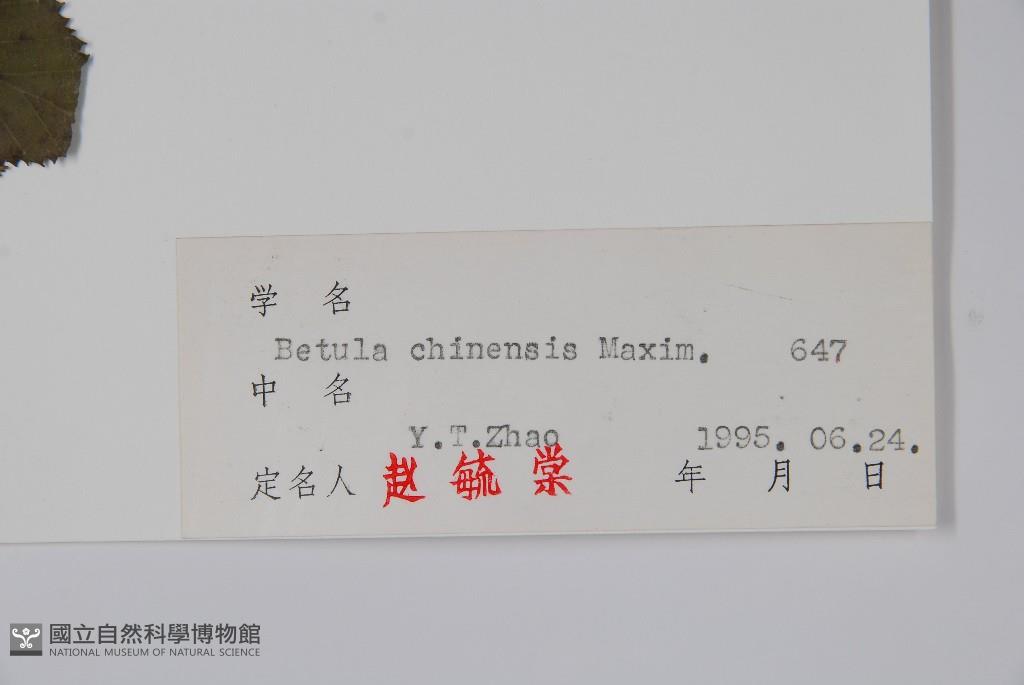 学 名
Betula chinensis Maxim. 647
中 名
Y.T.Zhao 1995. 06.24.
定名人 赵毓棠 年 月 日
國立自然科學博物館
NATIONAL MUSEUM OF NATURAL SCIENCE